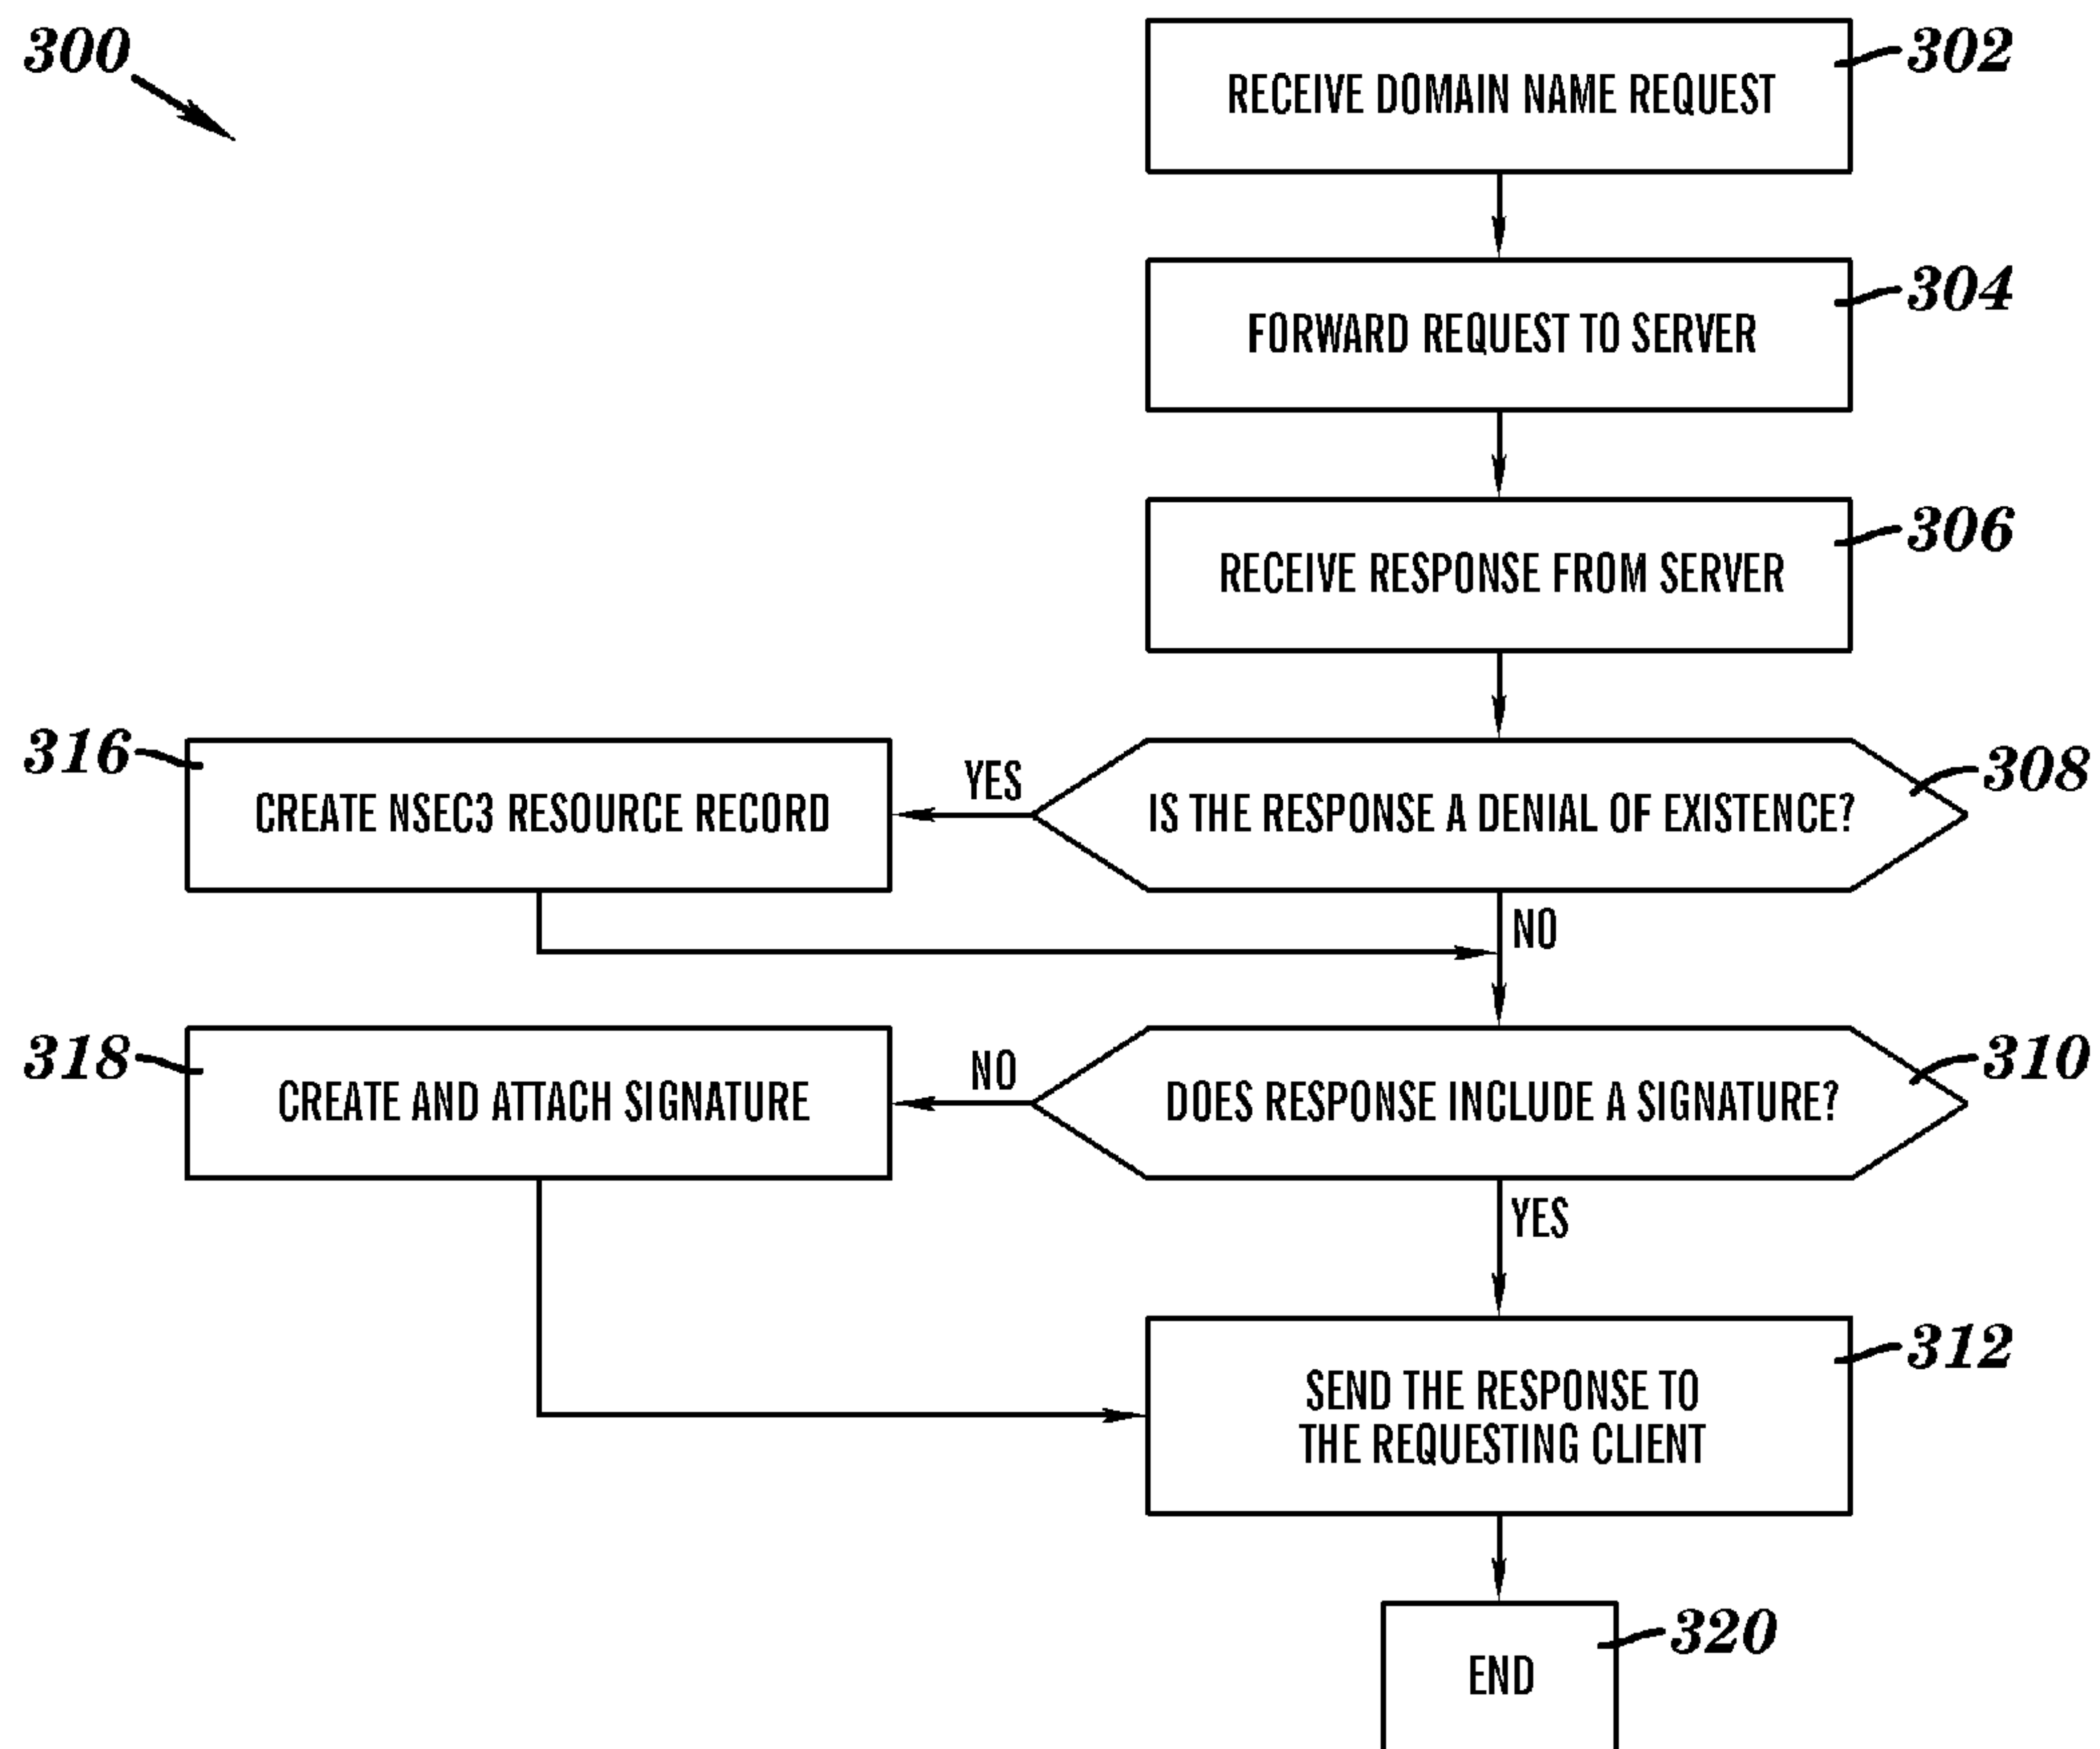 300
RECEIVE DOMAIN NAME REQUEST
302
FORWARD REQUEST TO SERVER
304
RECEIVE RESPONSE FROM SERVER
306
316
CREATE NSEC3 RESOURCE RECORD
YES
IS THE RESPONSE A DENIAL OF EXISTENCE?
308
NO
318
CREATE AND ATTACH SIGNATURE
NO
DOES RESPONSE INCLUDE A SIGNATURE?
310
YES
SEND THE RESPONSE TO
THE REQUESTING CLIENT
312
END
320